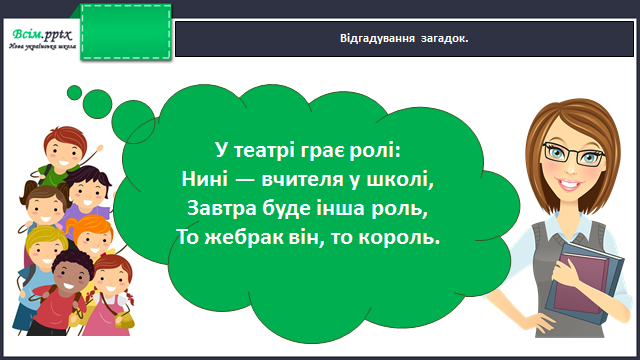 Всім.pptx
Нова українська школа
Відгадування загадок.
У театрі грає ролі:
Нині — вчителя у школі,
Завтра буде інша роль,
То жебрак він, то король.